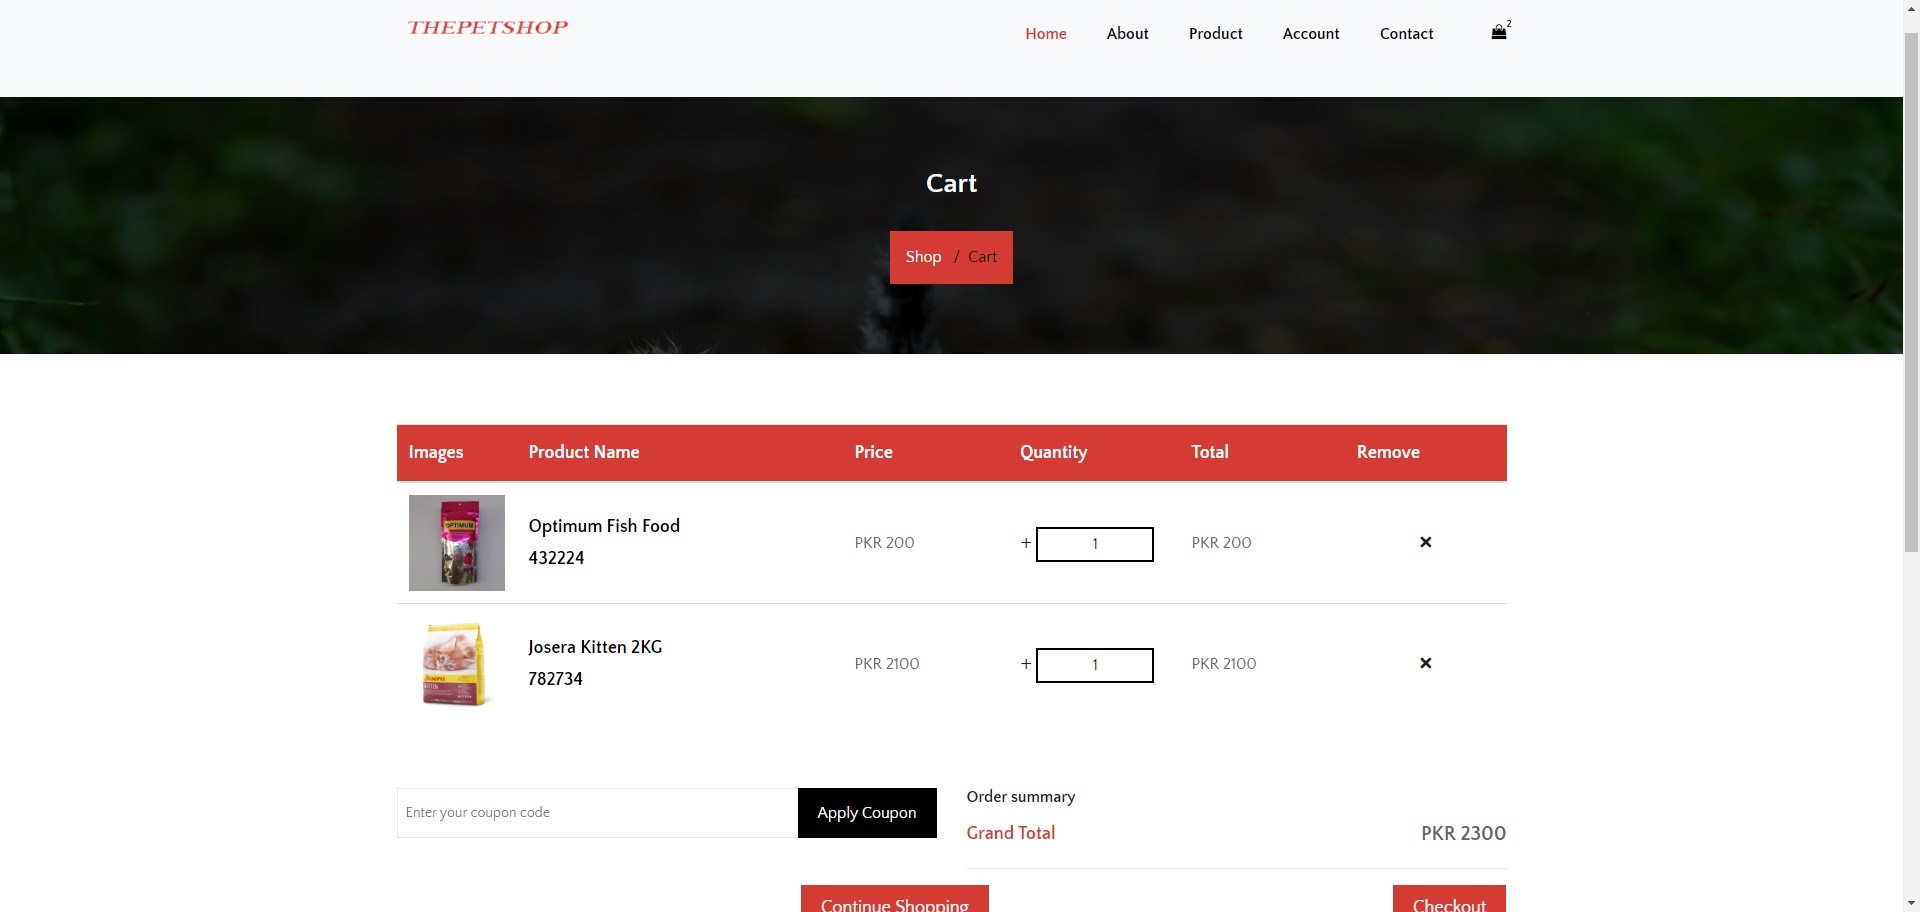 THEPETSHOP
Home About Product Account Contact 2
Cart
Shop / Cart
Images Product Name Price Quantity Total Remove
OPTIMUM
Optimum Fish Food
432224
PKR 200 + 1 PKR 200 ×
Josera
KITTEN
Josera Kitten 2KG
782734
PKR 2100 + 1 PKR 2100 ×
Enter your coupon code Apply Coupon
Order summary
Grand Total PKR 2300
Continue Shopping Checkout